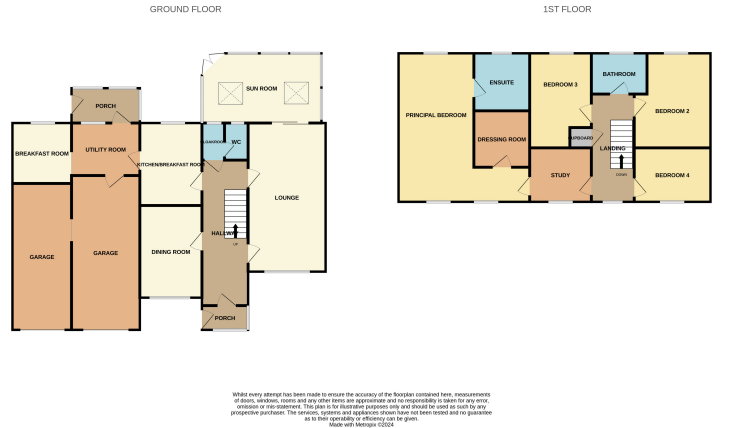 GROUND FLOOR
1ST FLOOR
SUN ROOM
PORCH
BREAKFAST ROOM
UTILITY ROOM
KITCHEN/BREAKFAST ROOM
CLOAKROOM
WC
LOUNGE
HALLWAY
UP
DINING ROOM
GARAGE
GARAGE
PORCH
PRINCIPAL BEDROOM
ENSUITE
BEDROOM 3
BATHROOM
BEDROOM 2
DRESSING ROOM
CUPBOARD
LANDING
DOWN
STUDY
BEDROOM 4
Whilst every attempt has been made to ensure the accuracy of the floorplan contained here, measurements
of doors, windows, rooms and any other items are approximate and no responsibility is taken for any error,
omission or mis-statement. This plan is for illustrative purposes only and should be used as such by any
prospective purchaser. The services, systems and appliances shown have not been tested and no guarantee
as to their operability or efficiency can be given.
Made with Metropix ©2024